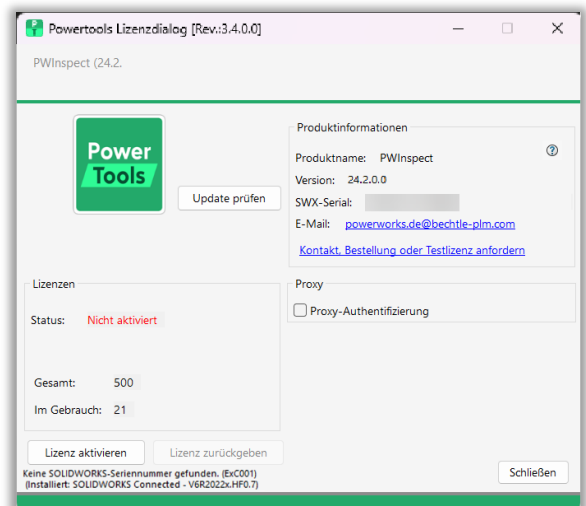 Powertools Lizenzdialog [Rev.:3.4.0.0]
PWInspect (24.2.
Power
Tools
Update prüfen
Produktinformationen
Produktname: PWInspect
Version: 24.2.0.0
SWX-Serial:
E-Mail: powerworks.de@bechtle-plm.com
Kontakt, Bestellung oder Testlizenz anfordern
Lizenzen
Status: Nicht aktiviert
Gesamt: 500
Im Gebrauch: 21
Proxy
Proxy-Authentifizierung
Lizenz aktivieren
Lizenz zurückgeben
Keine SOLIDWORKS-Seriennummer gefunden. (ExC001)
(Installiert: SOLIDWORKS Connected - V6R2022x.HF0.7)
Schließen